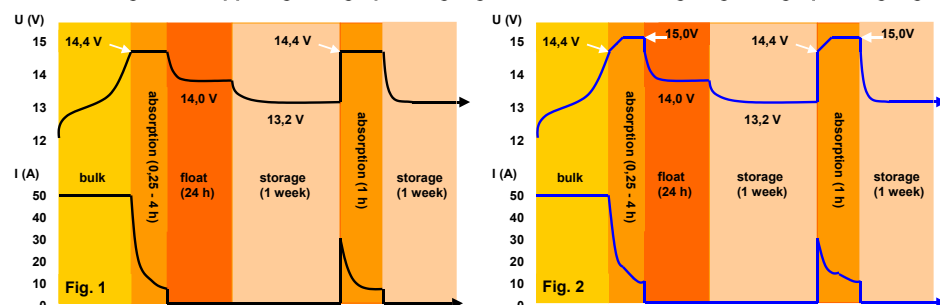 U (V)
15
14
13
12
I (A)
50
40
30
20
10
0
14,4 V
14,0 V
13,2 V
14,4 V
bulk
absorption (0,25 - 4 h)
float
(24 h)
storage
(1 week)
absorption (1 h)
storage
(1 week)
Fig. 1
U (V)
15
14
13
12
I (A)
50
40
30
20
10
0
14,4 V
15,0V
14,0 V
13,2 V
14,4 V
15,0V
bulk
absorption (0,25 - 4 h)
float
(24 h)
storage
(1 week)
absorption (1 h)
storage
(1 week)
Fig. 2